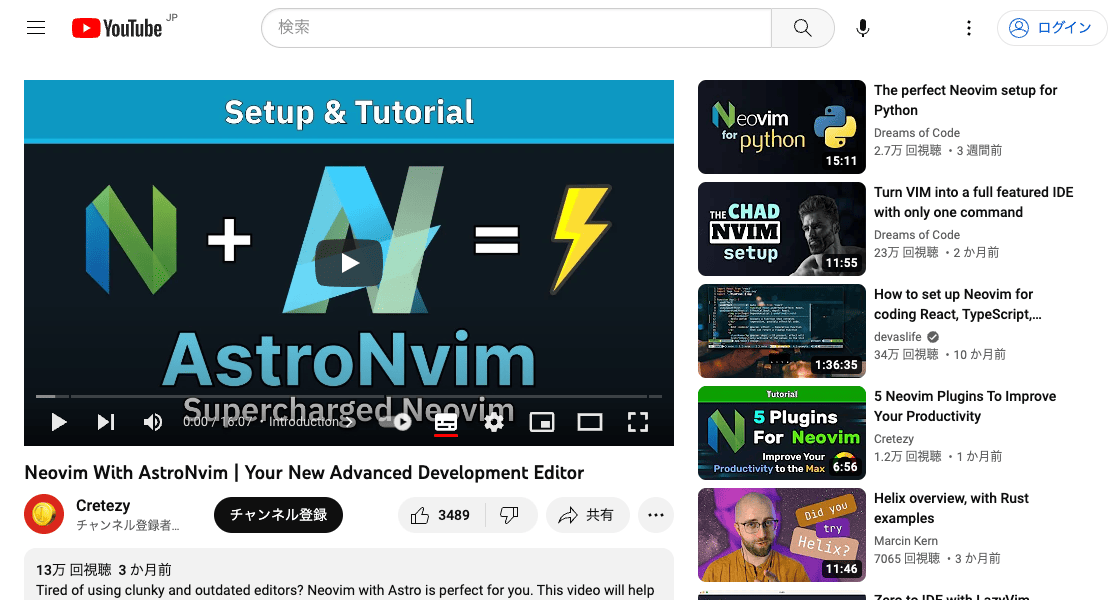 YouTube JP
検索
ログイン
Setup & Tutorial
AstroNvim
Supercharged Neovim
0:00 / 16:07 • Introduction
Neovim With AstroNvim | Your New Advanced Development Editor
Cretezy
チャンネル登録者...
チャンネル登録
3489
共有
13万 回視聴 3 か月前
Tired of using clunky and outdated editors? Neovim with Astro is perfect for you. This video will help
Neovim
for
python
15:11
The perfect Neovim setup for
Python
Dreams of Code
2.7万 回視聴 • 3 週間前
THE CHAD
NVIM
setup
11:55
Turn VIM into a full featured IDE
with only one command
Dreams of Code
23万 回視聴 • 2 か月前
1:36:35
How to set up Neovim for
coding React, TypeScript,...
devaslife
34万 回視聴 • 10 か月前
Tutorial
5 Plugins
For Neovim
Improve Your
Productivity to the Max
6:56
5 Neovim Plugins To Improve
Your Productivity
Cretezy
1.2万 回視聴 • 1 か月前
Did you
try
Helix?
11:46
Helix overview, with Rust
examples
Marcin Kern
7065 回視聴 • 3 か月前
Zero to IDE with LazyVim